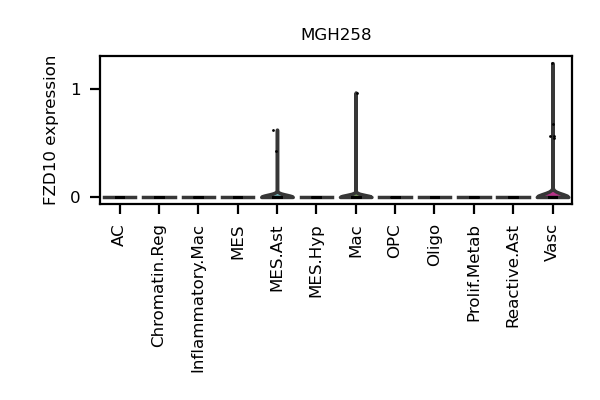 MGH258
FZD10 expression
1
0
AC
Chromatin.Reg
Inflammatory.Mac
MES
MES.Ast
MES.Hyp
Mac
OPC
Oligo
Prolif.Metab
Reactive.Ast
Vasc